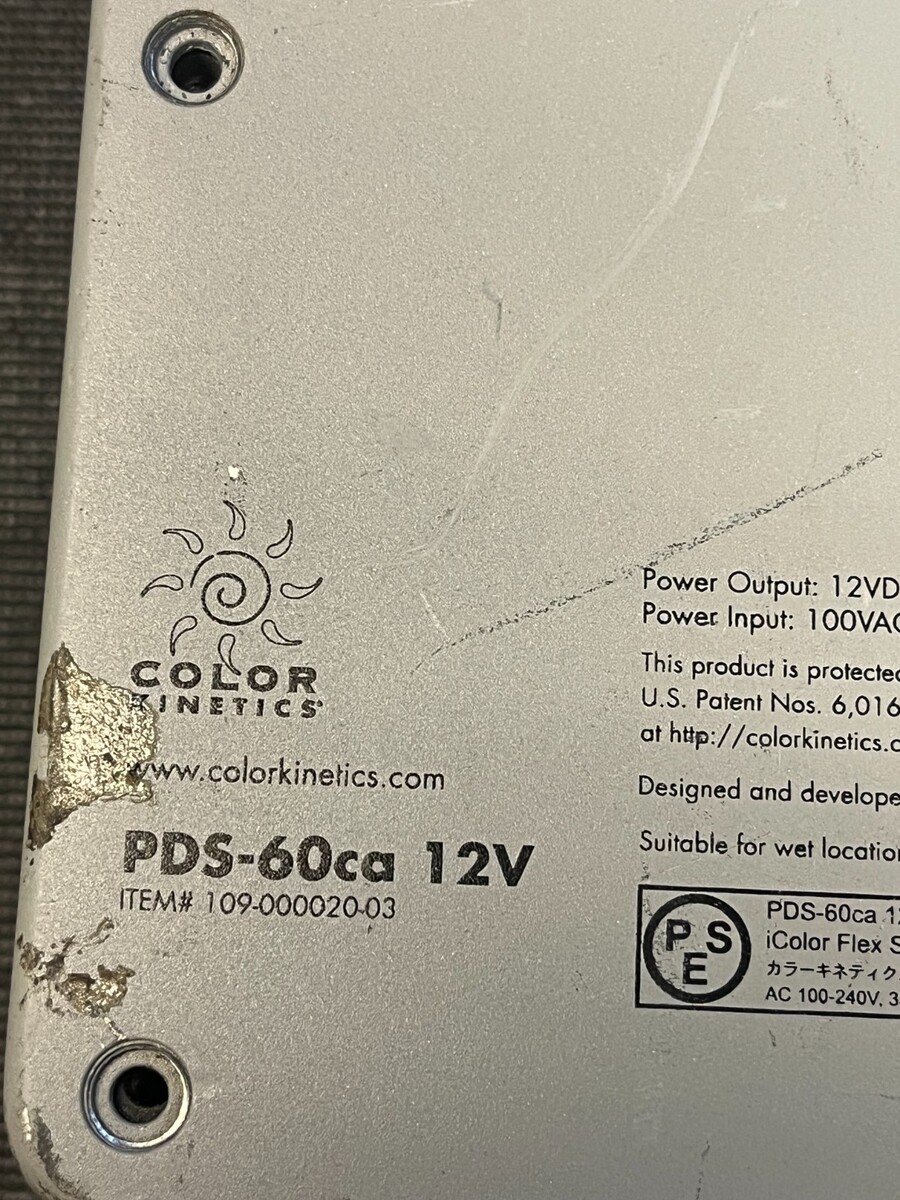 COLOR
KINETICS
www.colorkinetics.com
PDS-60ca 12V
ITEM# 109-000020-03
Power Output: 12VD
Power Input: 100VAC
This product is protected
U.S. Patent Nos. 6,016
at http://colorkinetics.c
Designed and develope
Suitable for wet location
PSE
PDS-60ca 12
iColor Flex S
カラーキネティク
AC 100-240V, 3